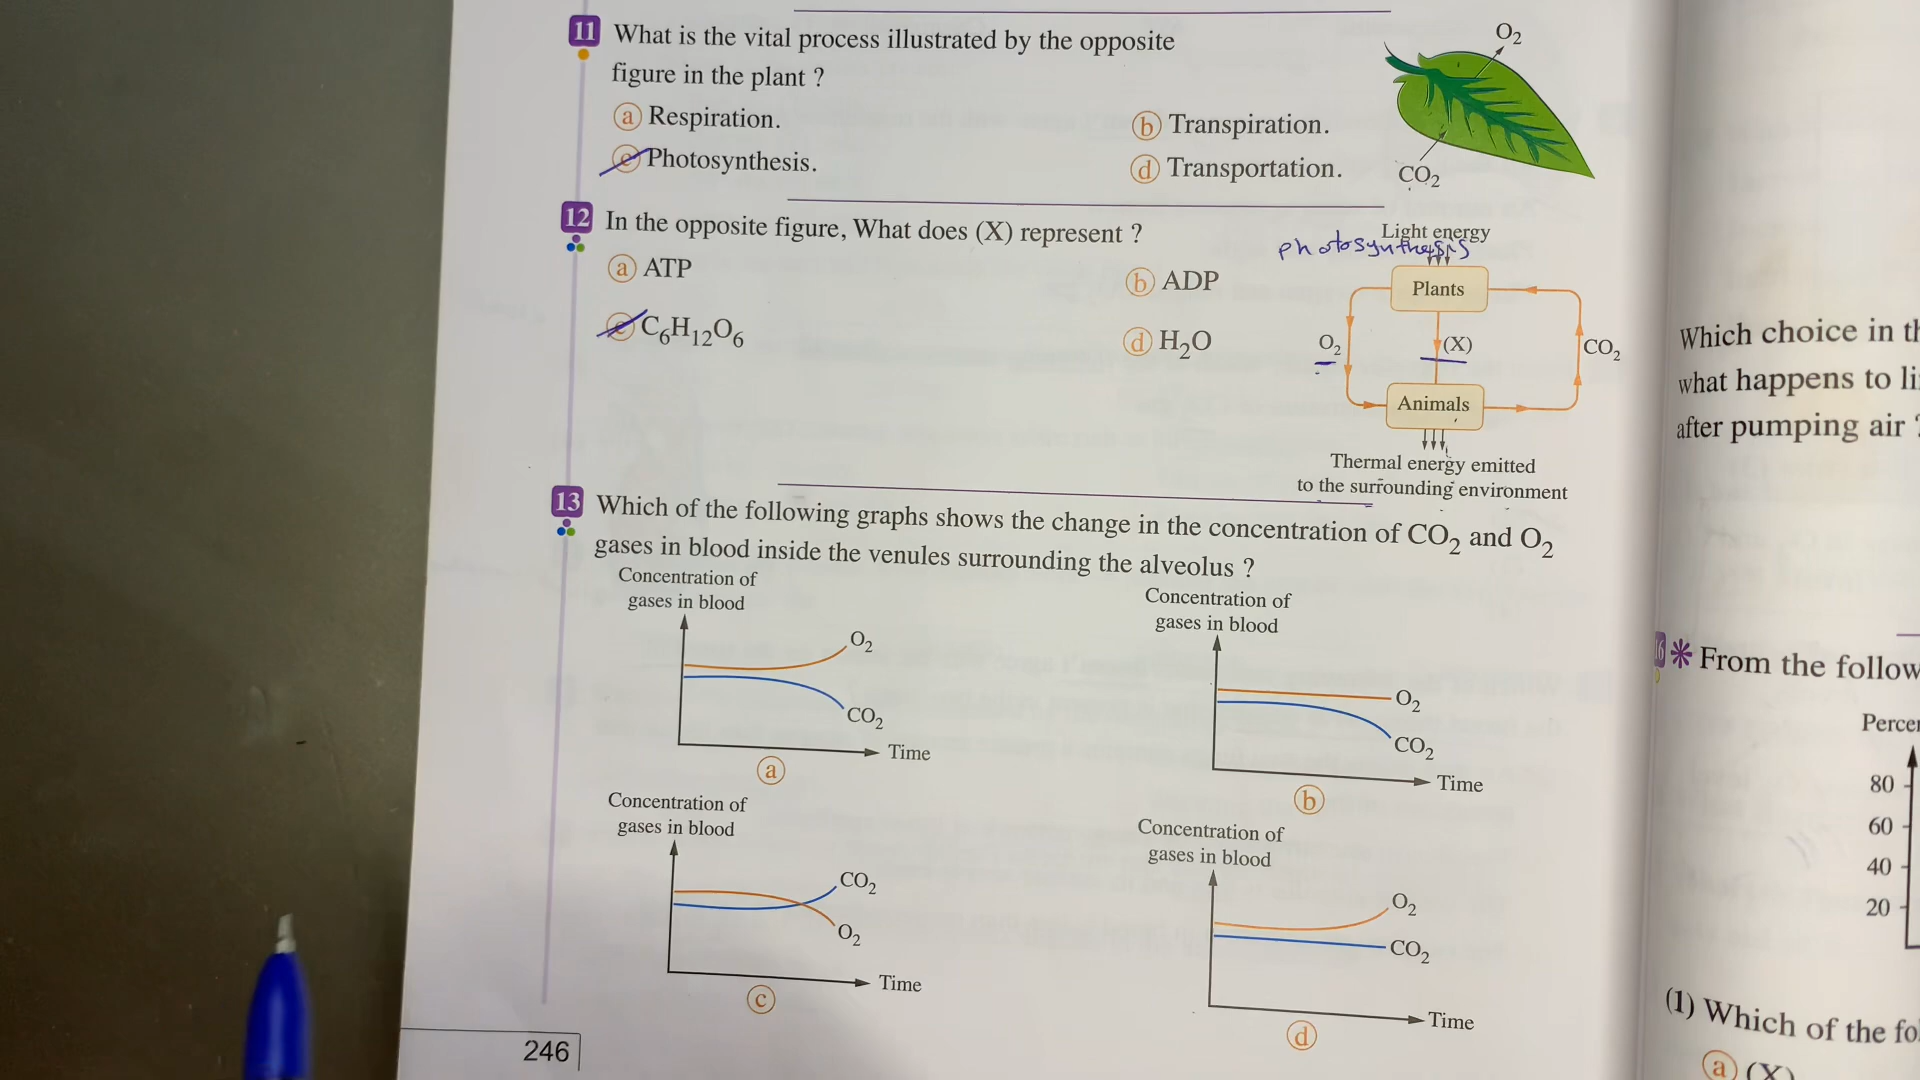 11 What is the vital process illustrated by the opposite
figure in the plant ?
a Respiration.
b Transpiration.
c Photosynthesis.
d Transportation.
O2
CO2
12 In the opposite figure, What does (X) represent ?
a ATP
b ADP
c C6H12O6
d H2O
Light energy
photosynthesis
Plants
O2
(X)
CO2
Animals
Thermal energy emitted
to the surrounding environment
13 Which of the following graphs shows the change in the concentration of CO2 and O2
gases in blood inside the venules surrounding the alveolus ?
Concentration of
gases in blood
O2
CO2
Time
a
Concentration of
gases in blood
O2
CO2
Time
b
Concentration of
gases in blood
CO2
O2
Time
c
Concentration of
gases in blood
O2
CO2
Time
d
246
Which choice in
what happens to
after pumping air
16 * From the
80
60
40
20
(1) Which of the
a (X)